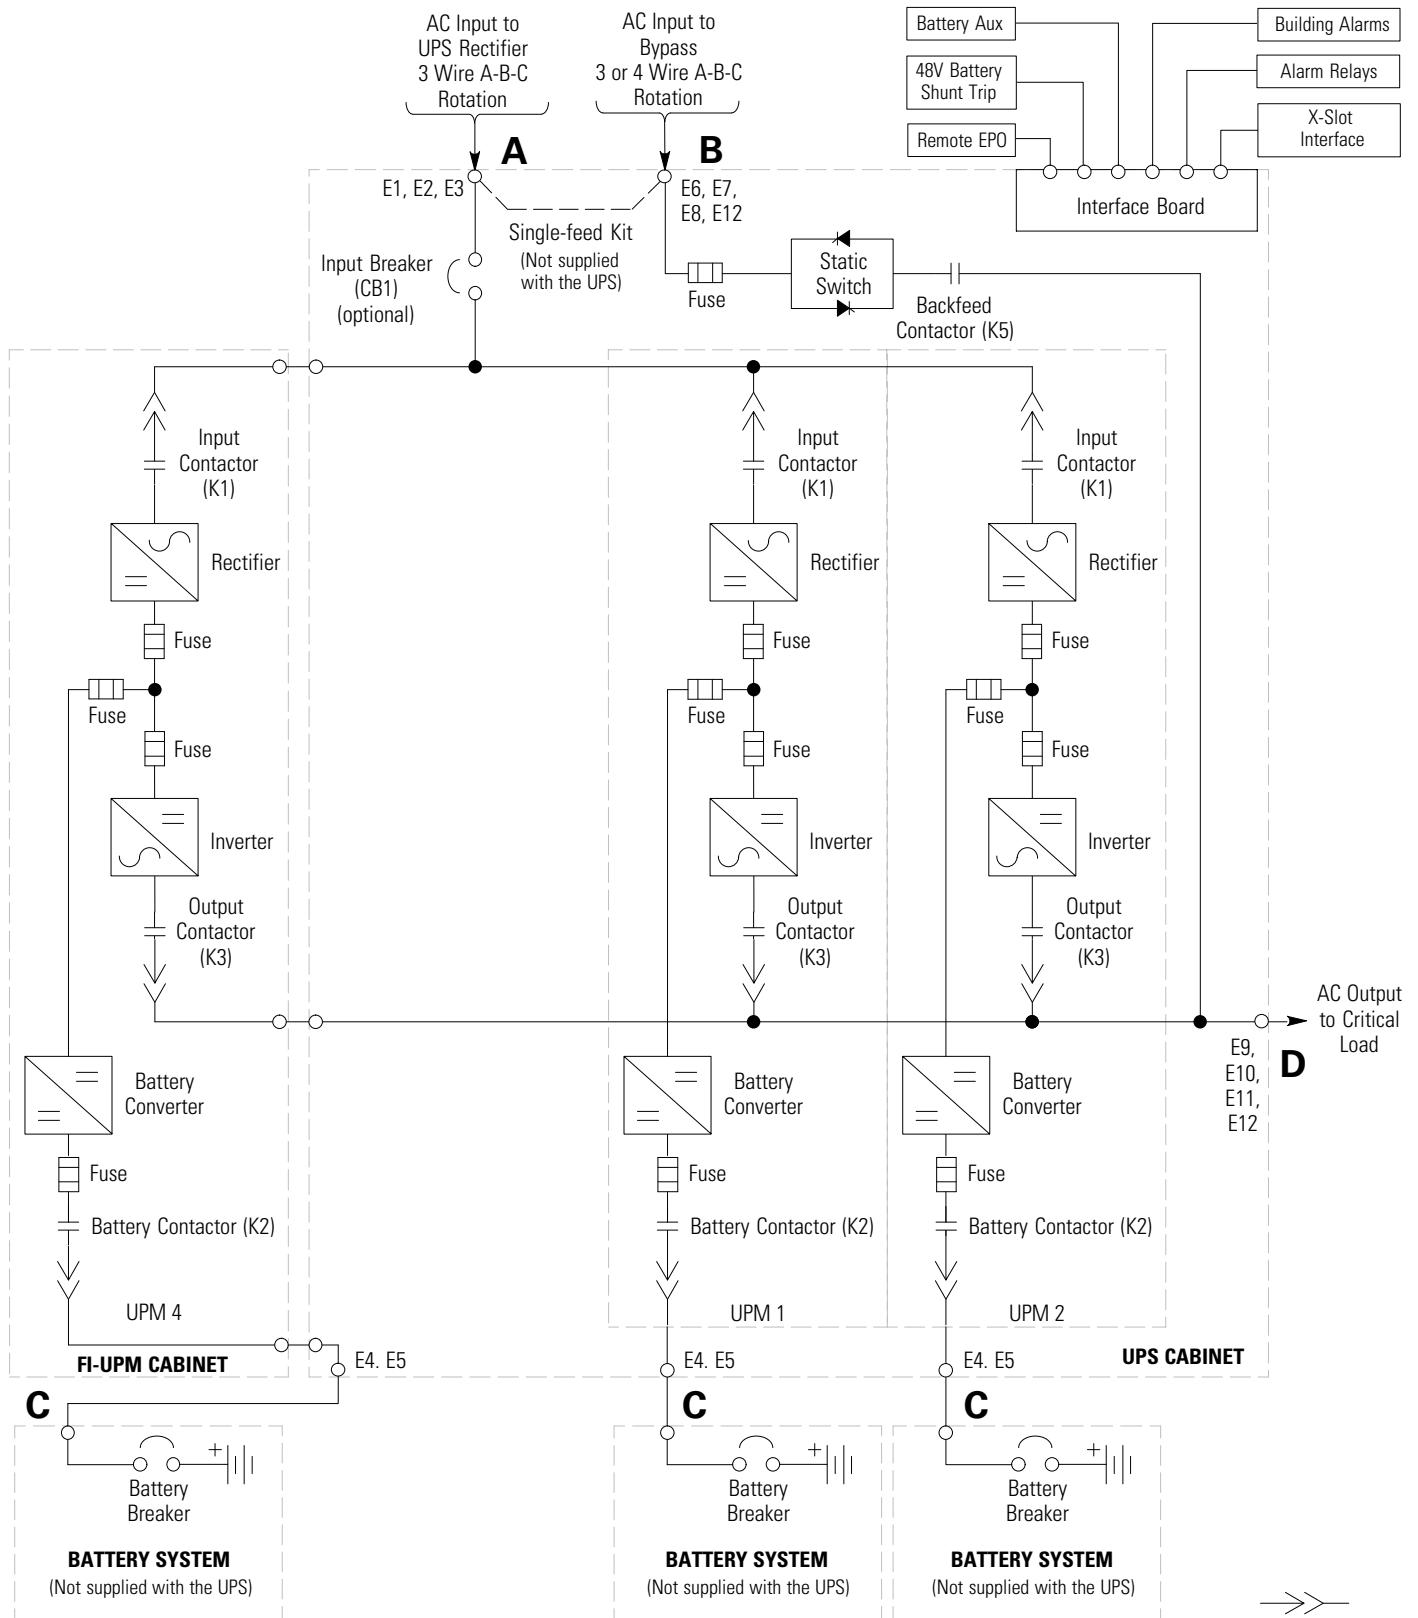 AC Input to
UPS Rectifier
3 Wire A-B-C
Rotation
AC Input to
Bypass
3 or 4 Wire A-B-C
Rotation
Battery Aux
48V Battery
Shunt Trip
Remote EPO
Building Alarms
Alarm Relays
X-Slot
Interface
Interface Board
A
B
E1, E2, E3
E6, E7,
E8, E12
Single-feed Kit
(Not supplied
with the UPS)
Input Breaker
(CB1)
(optional)
Fuse
Static
Switch
Backfeed
Contactor (K5)
Input
Contactor
(K1)
Input
Contactor
(K1)
Input
Contactor
(K1)
Rectifier
Rectifier
Rectifier
Fuse
Fuse
Fuse
Fuse
Fuse
Fuse
Fuse
Fuse
Fuse
Inverter
Inverter
Inverter
Output
Contactor
(K3)
Output
Contactor
(K3)
Output
Contactor
(K3)
AC Output
to Critical
Load
E9,
E10,
E11,
E12
D
Battery
Converter
Battery
Converter
Battery
Converter
Fuse
Fuse
Fuse
Battery Contactor (K2)
Battery Contactor (K2)
Battery Contactor (K2)
UPM 4
UPM 1
UPM 2
FI-UPM CABINET
UPS CABINET
E4. E5
E4. E5
E4. E5
C
C
C
+
+
+
Battery
Breaker
Battery
Breaker
Battery
Breaker
BATTERY SYSTEM
(Not supplied with the UPS)
BATTERY SYSTEM
(Not supplied with the UPS)
BATTERY SYSTEM
(Not supplied with the UPS)